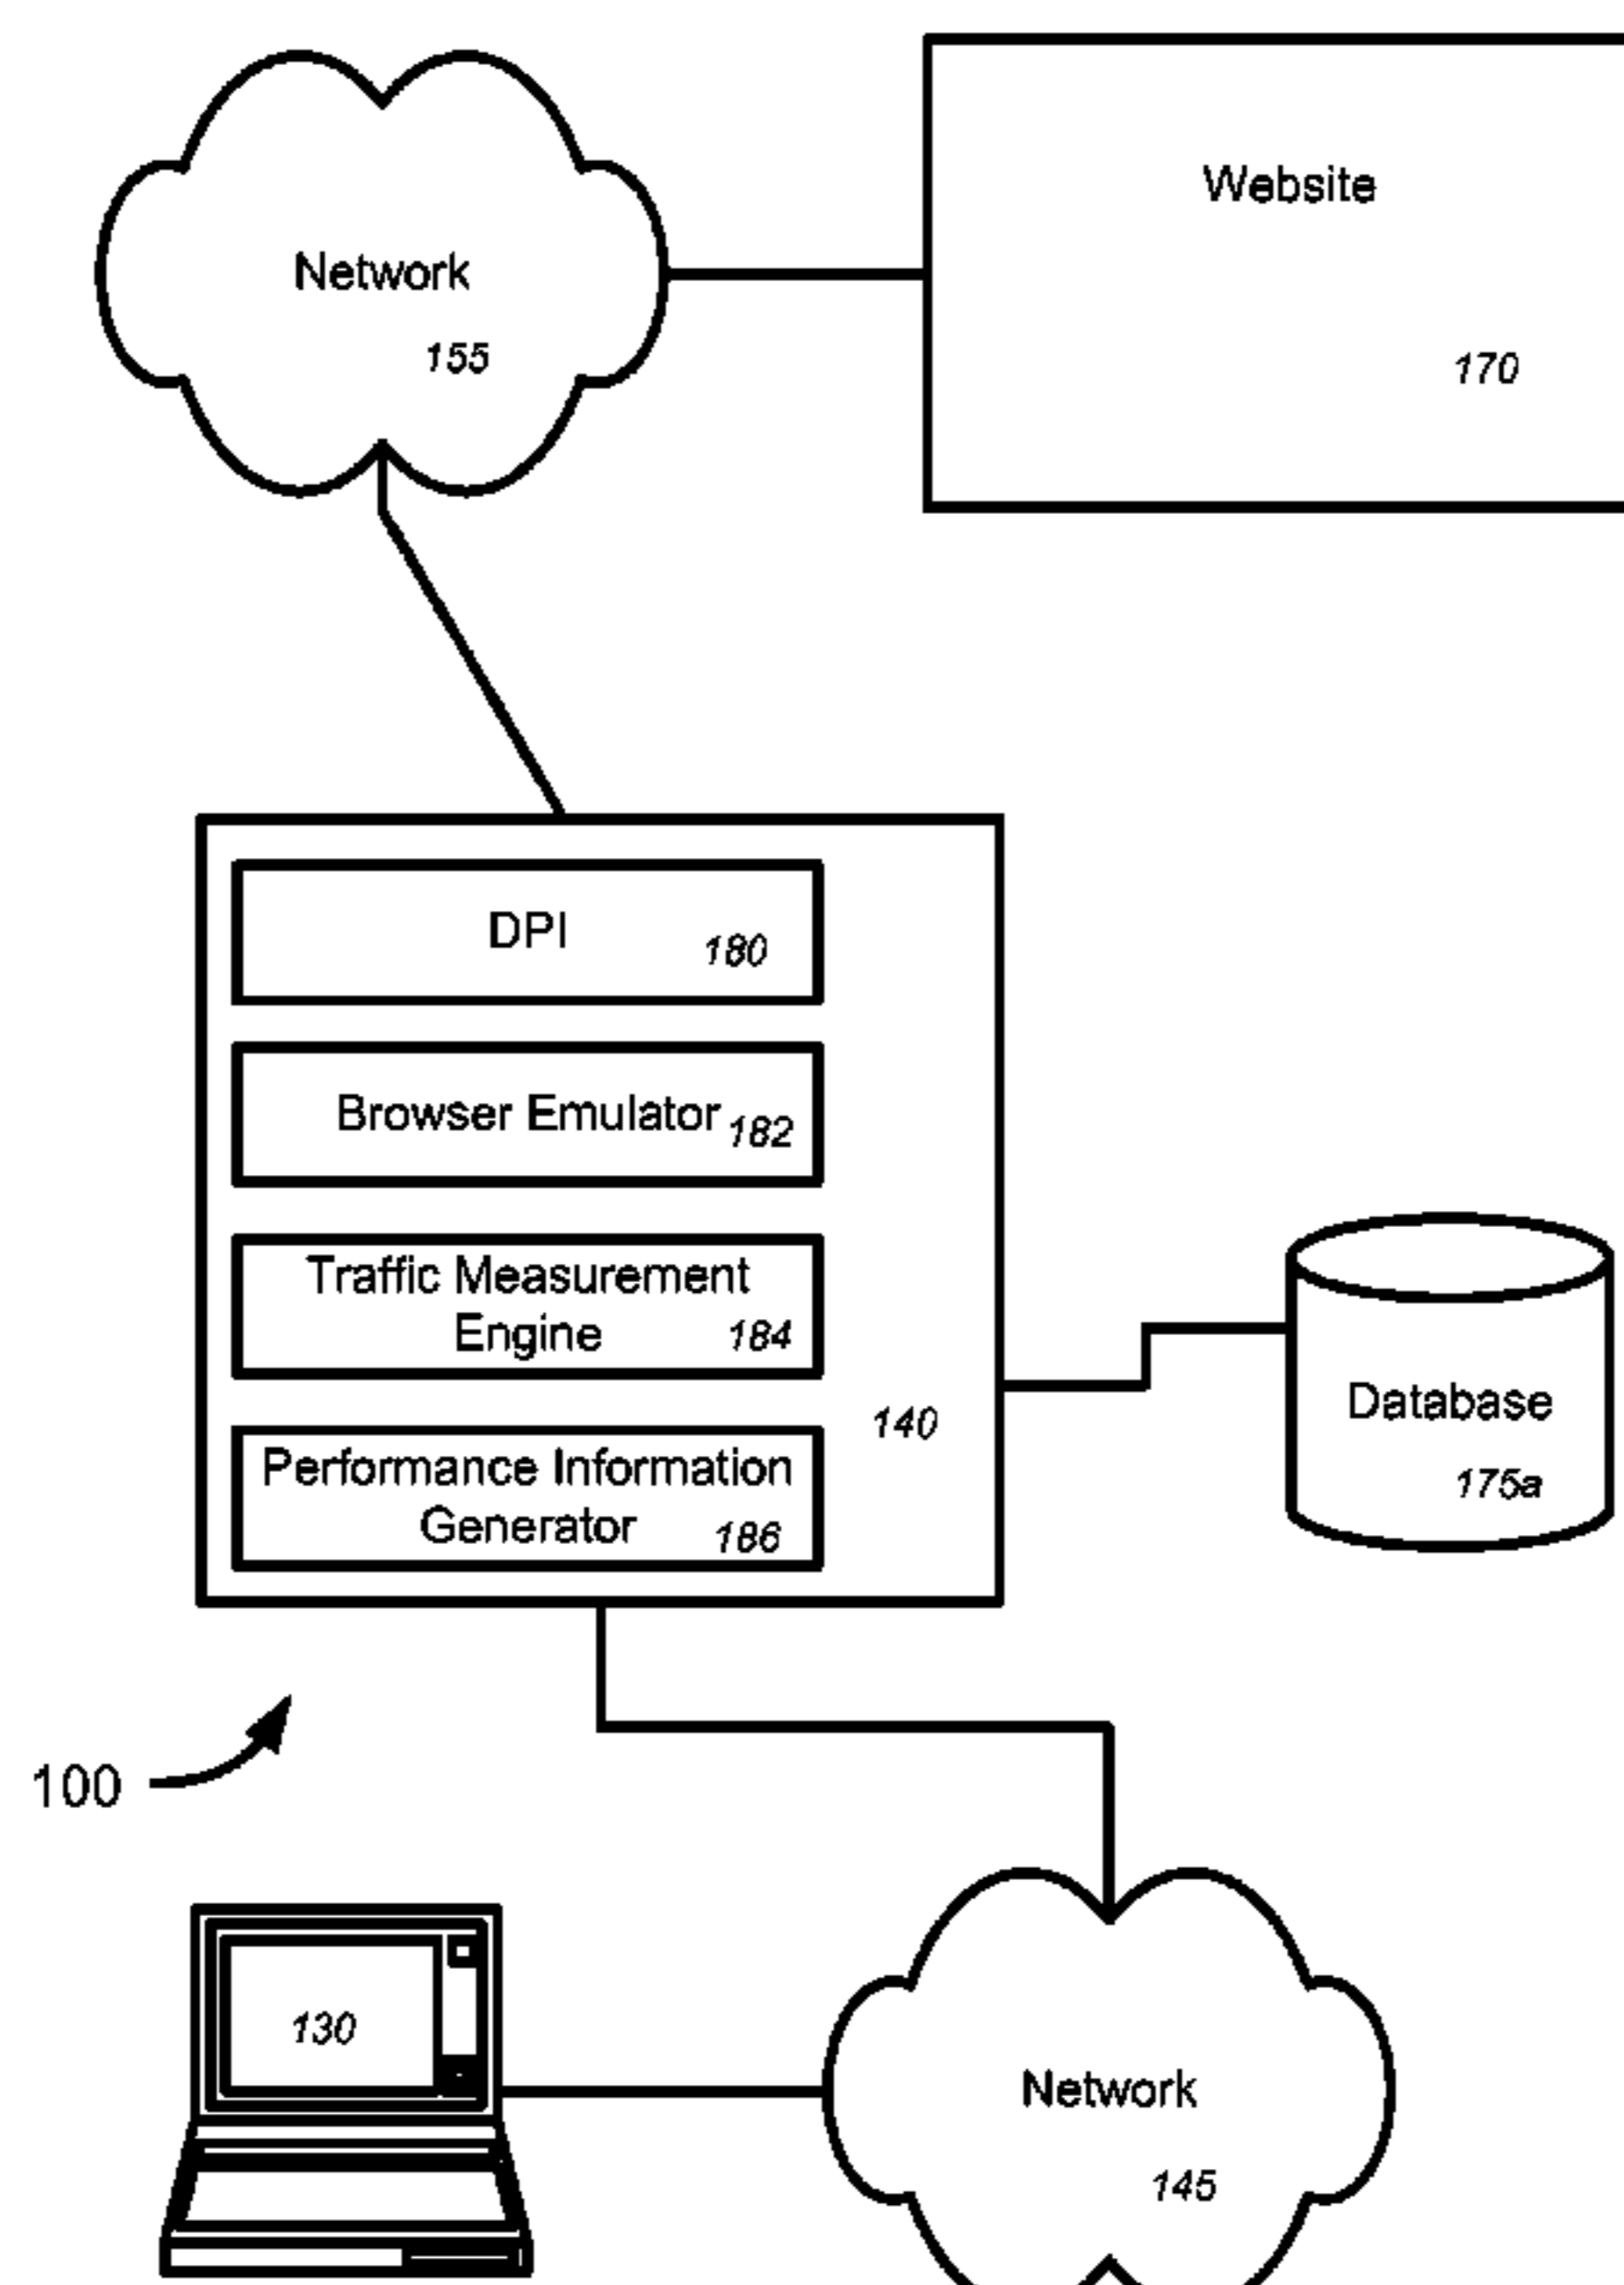 Network
155
Website
170
DPI
180
Browser Emulator
182
Traffic Measurement
Engine
184
Performance Information
Generator
186
140
Database
175a
100
130
Network
145